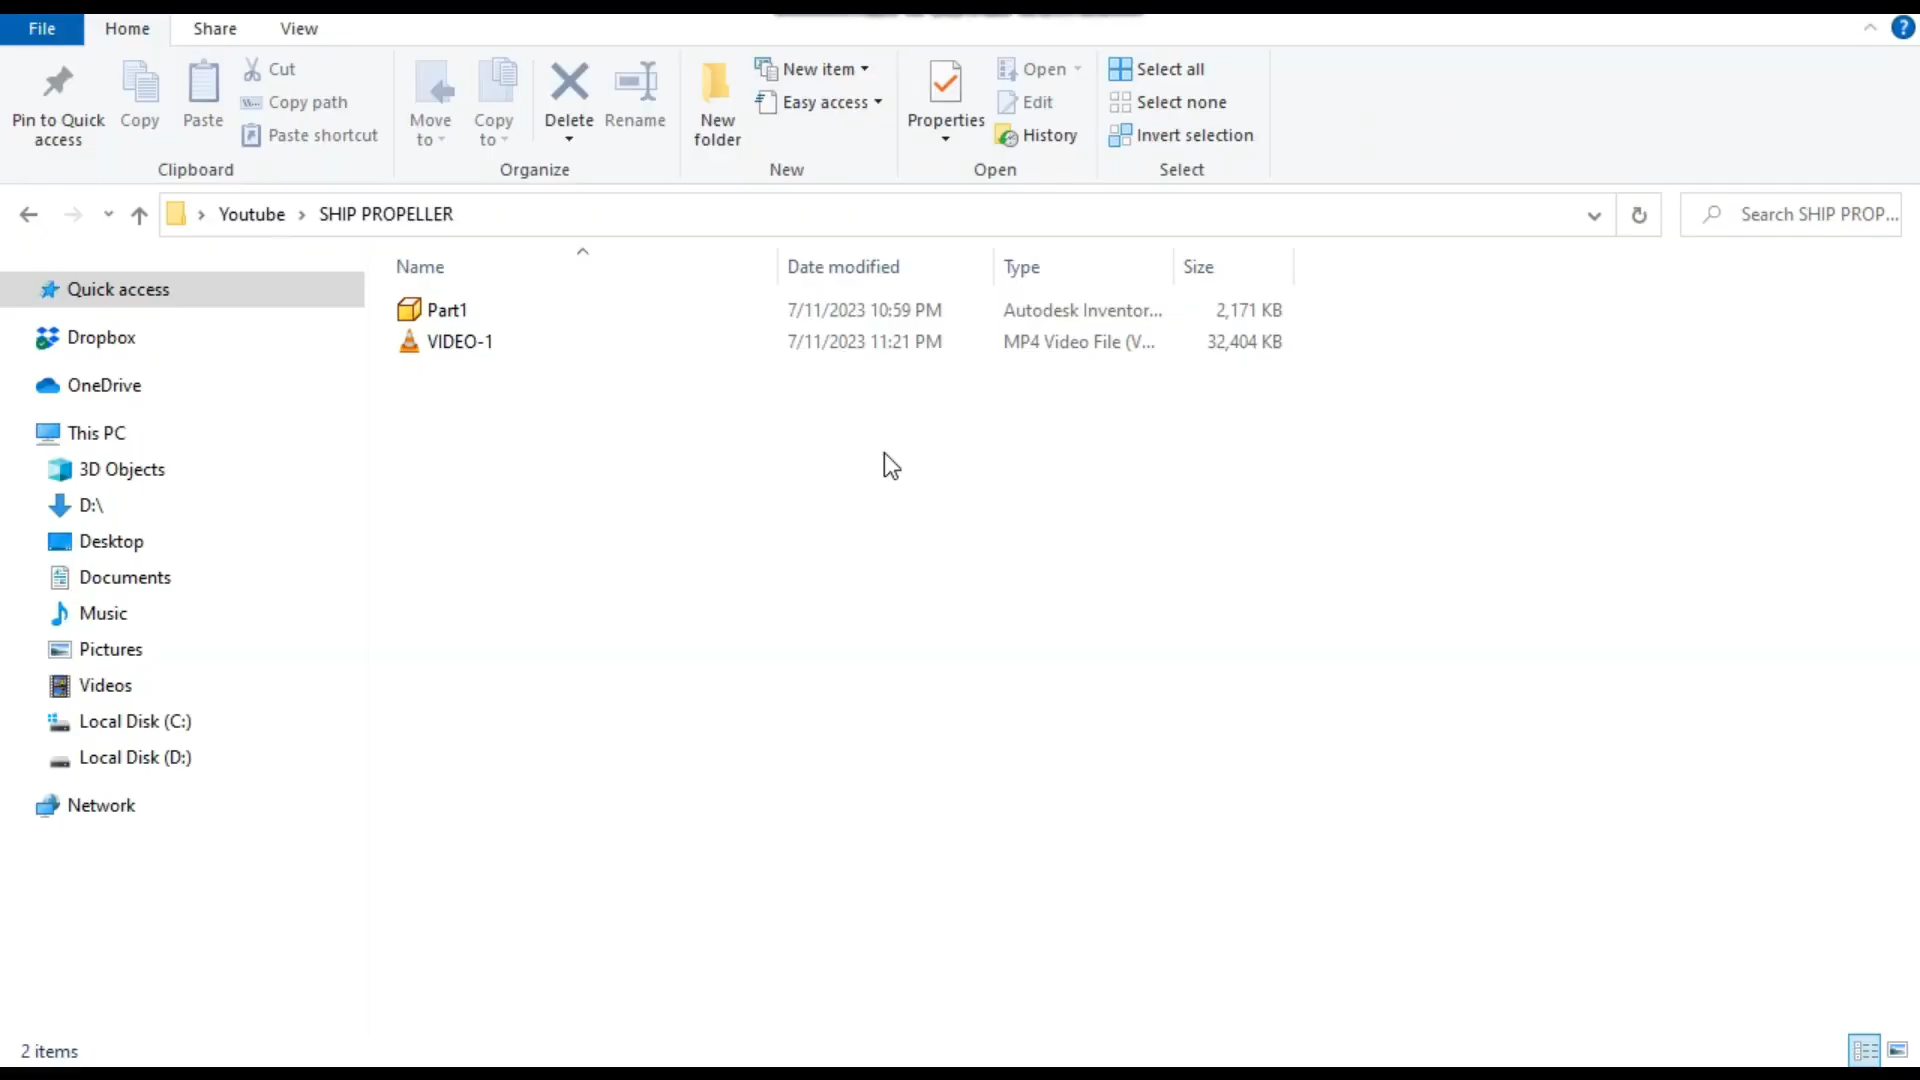 File Home Share View
Pin to Quick access
Copy
Paste
Cut
Copy path
Paste shortcut
Clipboard
Move to
Copy to
Delete
Rename
Organize
New folder
New item
Easy access
New
Properties
Open
Edit
History
Open
Select all
Select none
Invert selection
Select
Youtube › SHIP PROPELLER
Search SHIP PROP...
Name Date modified Type Size
Part1 7/11/2023 10:59 PM Autodesk Inventor... 2,171 KB
VIDEO-1 7/11/2023 11:21 PM MP4 Video File (V... 32,404 KB
Quick access
Dropbox
OneDrive
This PC
3D Objects
D:\
Desktop
Documents
Music
Pictures
Videos
Local Disk (C:)
Local Disk (D:)
Network
2 items